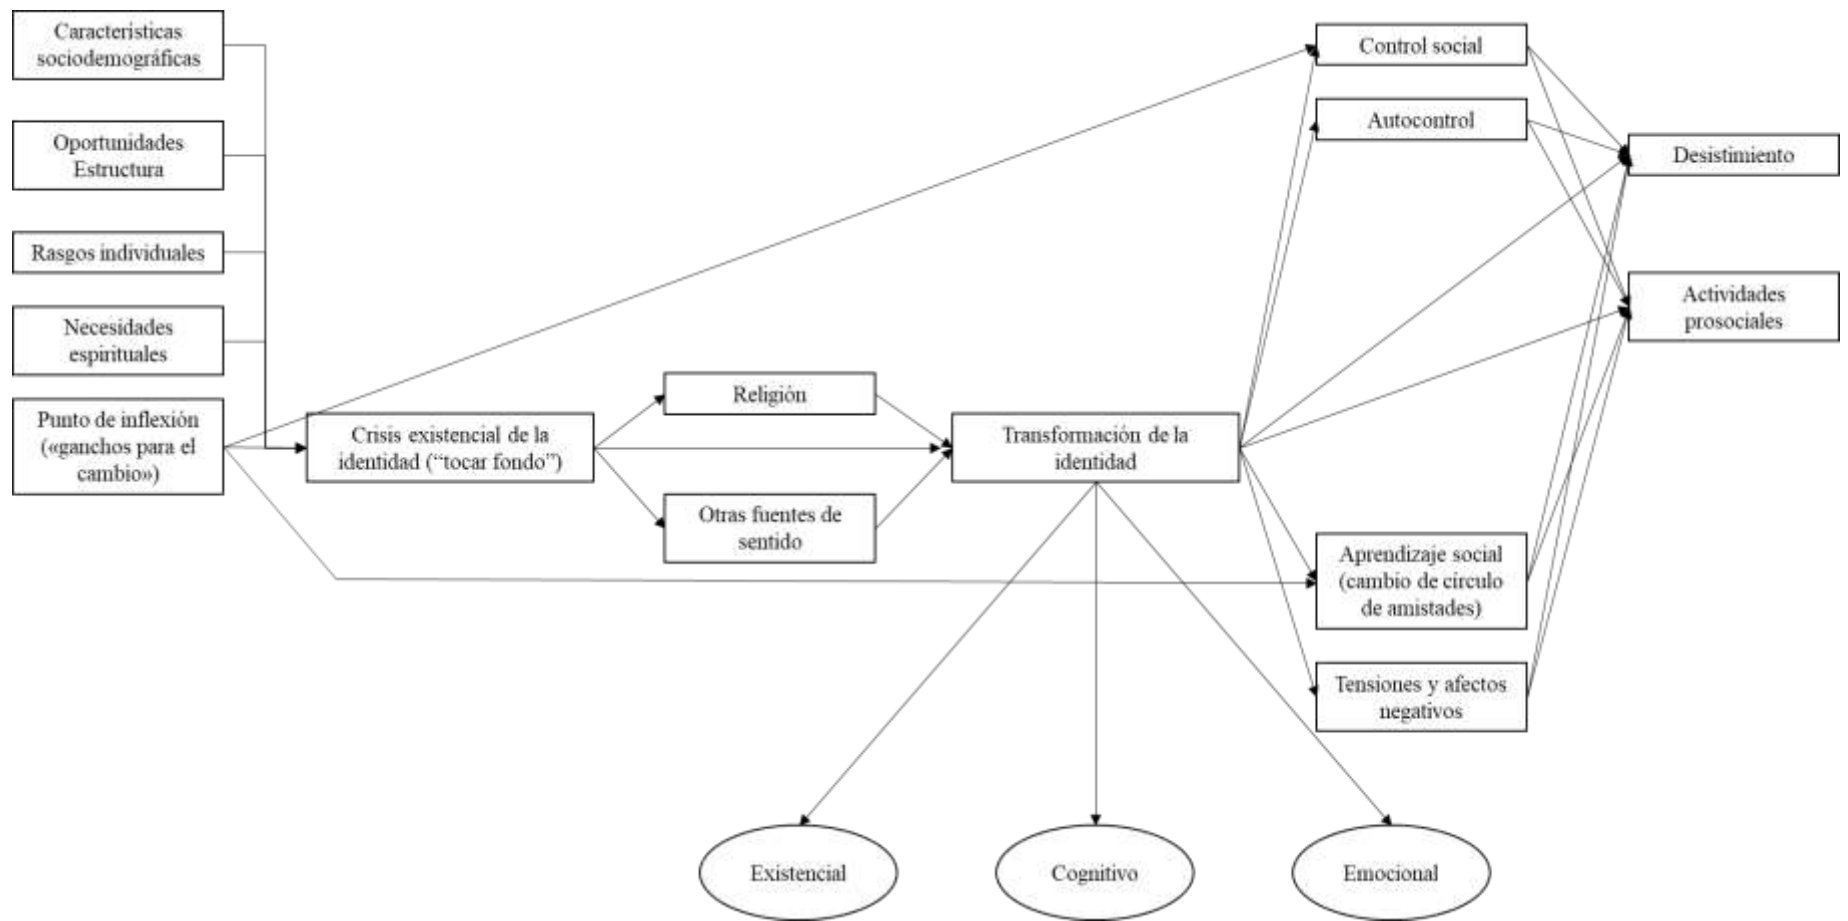 Características
sociodemográficas
Oportunidades
Estructura
Rasgos individuales
Necesidades
espirituales
Punto de inflexión
(«ganchos para el
cambio»)
Crisis existencial de la
identidad (“tocar fondo”)
Religión
Otras fuentes de
sentido
Transformación de la
identidad
Control social
Autocontrol
Aprendizaje social
(cambio de círculo
de amistades)
Tensiones y afectos
negativos
Desistimiento
Actividades
prosociales
Existencial
Cognitivo
Emocional